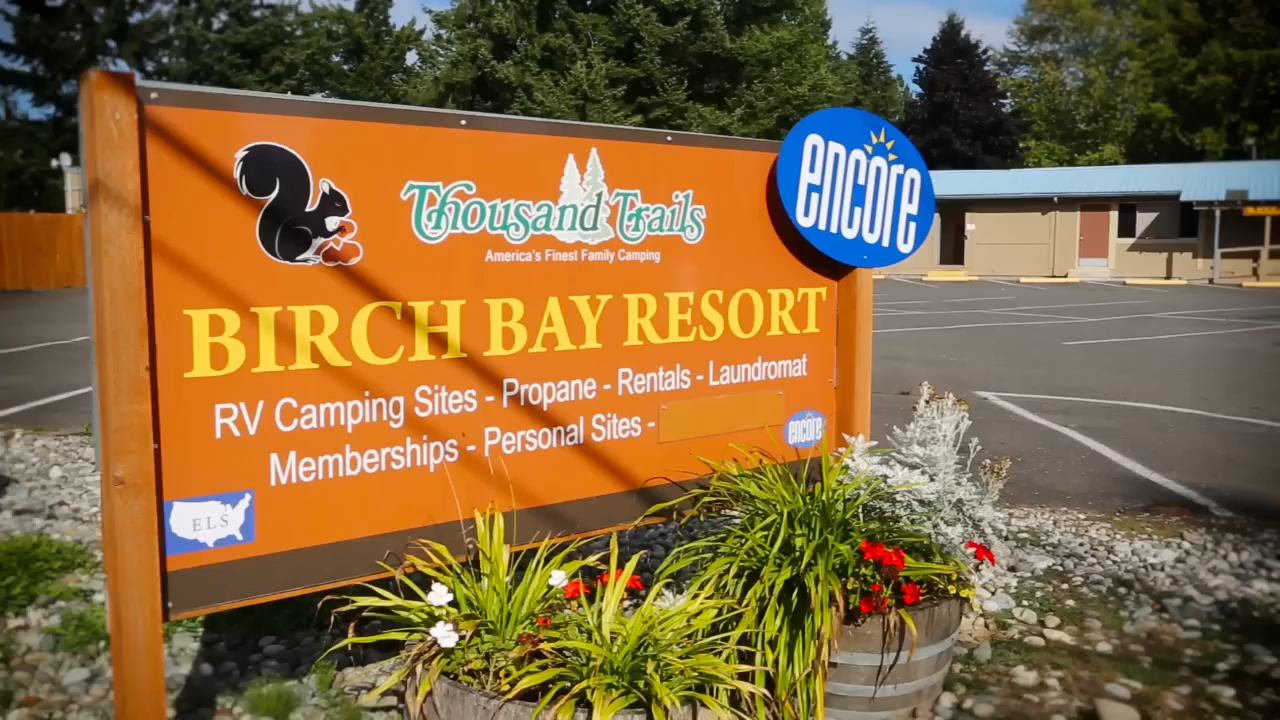 Thousand Trails
America's Finest Family Camping
encore
BIRCH BAY RESORT
RV Camping Sites - Propane - Rentals - Laundromat
Memberships - Personal Sites -
encore
ELS